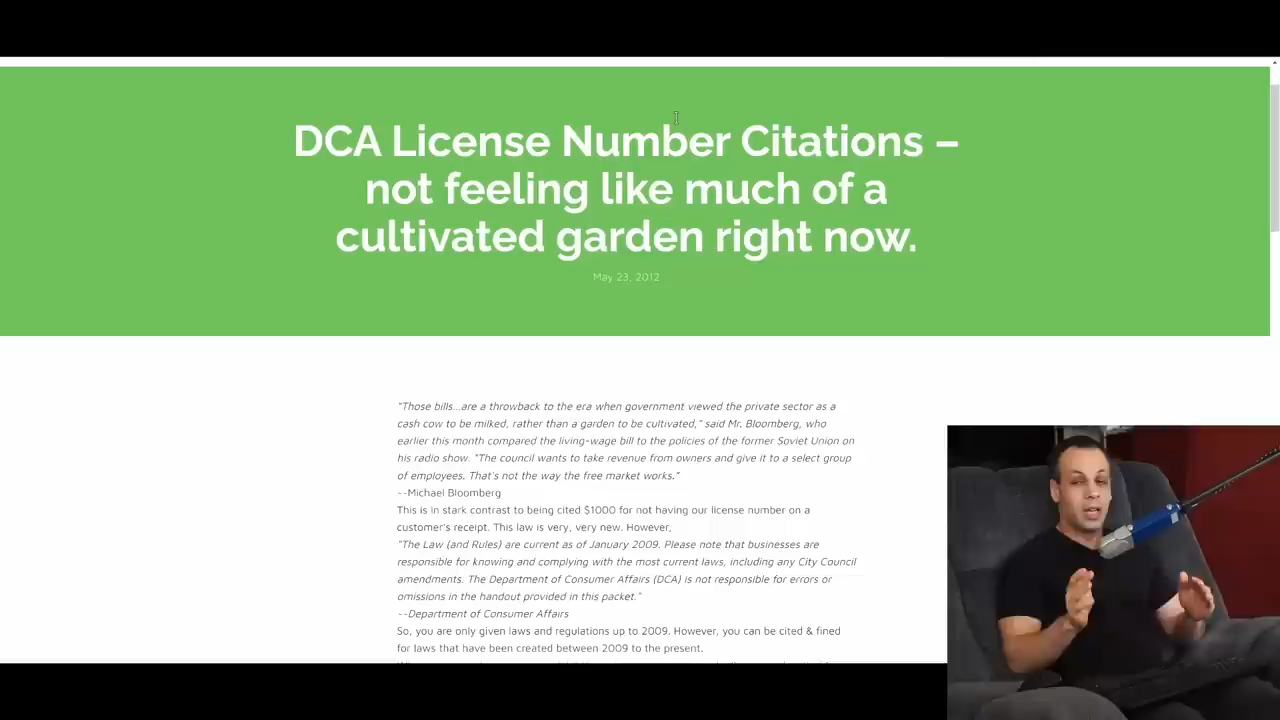 DCA License Number Citations –
not feeling like much of a
cultivated garden right now.
May 23, 2012
"Those bills...are a throwback to the era when government viewed the private sector as a
cash cow to be milked, rather than a garden to be cultivated," said Mr. Bloomberg, who
earlier this month compared the living-wage bill to the policies of the former Soviet Union on
his radio show. "The council wants to take revenue from owners and give it to a select group
of employees. That's not the way the free market works."
--Michael Bloomberg
This is in stark contrast to being cited $1000 for not having our license number on a
customer's receipt. This law is very, very new. However,
"The Law (and Rules) are current as of January 2009. Please note that businesses are
responsible for knowing and complying with the most current laws, including any City Council
amendments. The Department of Consumer Affairs (DCA) is not responsible for errors or
omissions in the handout provided in this packet."
--Department of Consumer Affairs
So, you are only given laws and regulations up to 2009. However, you can be cited & fined
for laws that have been created between 2009 to the present.